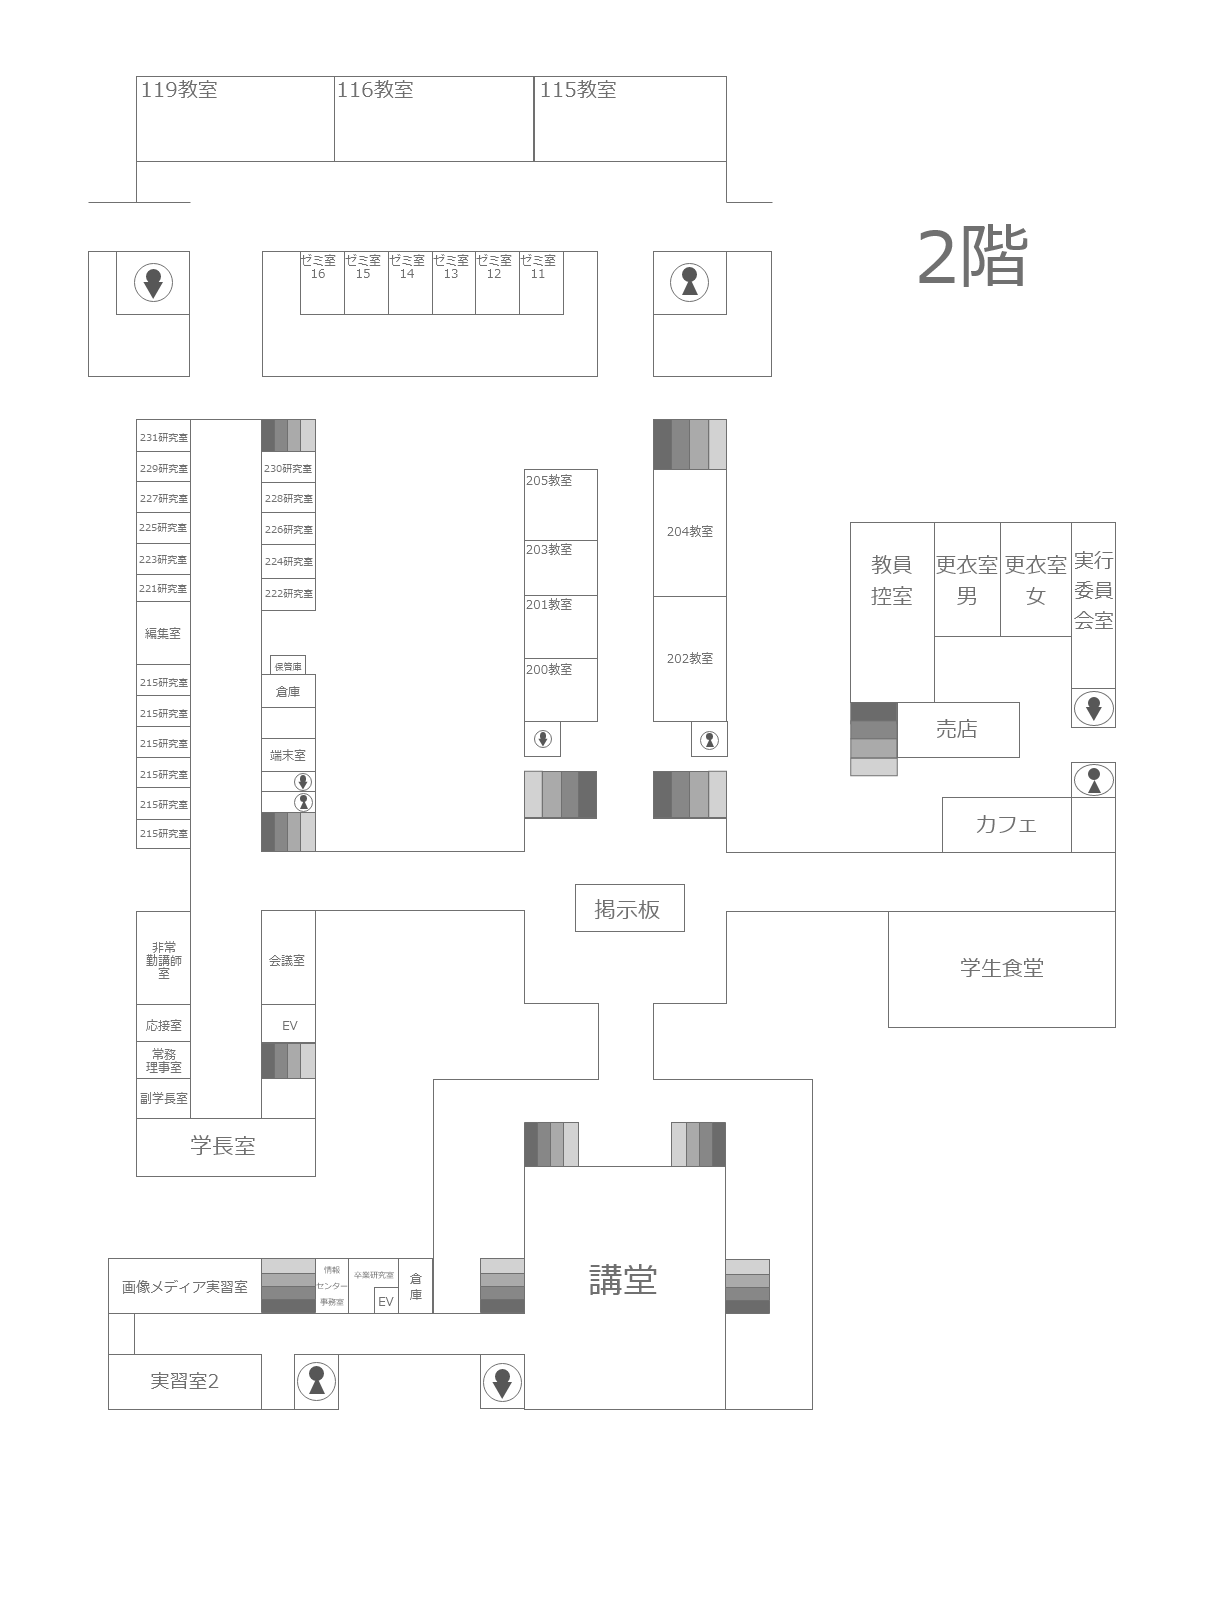 119教室
116教室
115教室
2階
ゼミ室
16
ゼミ室
15
ゼミ室
14
ゼミ室
13
ゼミ室
12
ゼミ室
11
231研究室
229研究室
227研究室
225研究室
223研究室
221研究室
編集室
215研究室
215研究室
215研究室
215研究室
215研究室
215研究室
230研究室
228研究室
226研究室
224研究室
222研究室
保管庫
倉庫
端末室
205教室
203教室
201教室
200教室
204教室
202教室
教員
控室
更衣室
男
更衣室
女
実行
委員
会室
売店
カフェ
掲示板
学生食堂
非常
勤講師
室
応接室
常務
理事室
副学長室
会議室
EV
学長室
画像メディア実習室
情報
センター
事務室
卒業研究室
EV
倉
庫
講堂
実習室2